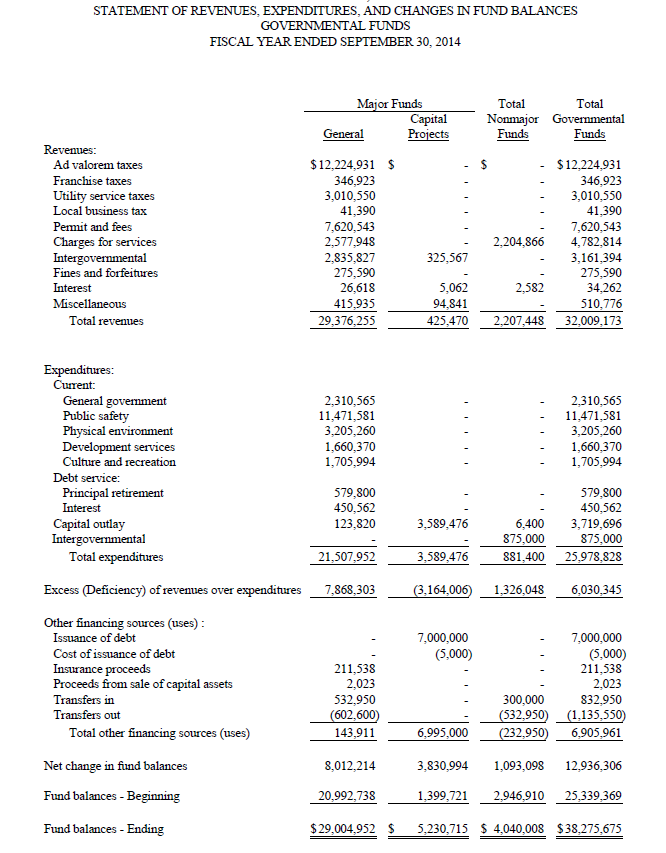 STATEMENT OF REVENUES, EXPENDITURES, AND CHANGES IN FUND BALANCES
GOVERNMENTAL FUNDS
FISCAL YEAR ENDED SEPTEMBER 30, 2014
Major Funds Total Total
Capital Nonmajor Governmental
General Projects Funds Funds
Revenues:
Ad valorem taxes $12,224,931 $ - $ - $12,224,931
Franchise taxes 346,923 - - 346,923
Utility service taxes 3,010,550 - - 3,010,550
Local business tax 41,390 - - 41,390
Permit and fees 7,620,543 - - 7,620,543
Charges for services 2,577,948 - 2,204,866 4,782,814
Intergovernmental 2,835,827 325,567 - 3,161,394
Fines and forfeitures 275,590 - - 275,590
Interest 26,618 5,062 2,582 34,262
Miscellaneous 415,935 94,841 - 510,776
Total revenues 29,376,255 425,470 2,207,448 32,009,173
Expenditures:
Current:
General government 2,310,565 - - 2,310,565
Public safety 11,471,581 - - 11,471,581
Physical environment 3,205,260 - - 3,205,260
Development services 1,660,370 - - 1,660,370
Culture and recreation 1,705,994 - - 1,705,994
Debt service:
Principal retirement 579,800 - - 579,800
Interest 450,562 - - 450,562
Capital outlay 123,820 3,589,476 6,400 3,719,696
Intergovernmental - - 875,000 875,000
Total expenditures 21,507,952 3,589,476 881,400 25,978,828
Excess (Deficiency) of revenues over expenditures 7,868,303 (3,164,006) 1,326,048 6,030,345
Other financing sources (uses) :
Issuance of debt - 7,000,000 - 7,000,000
Cost of issuance of debt - (5,000) - (5,000)
Insurance proceeds 211,538 - - 211,538
Proceeds from sale of capital assets 2,023 - - 2,023
Transfers in 532,950 - 300,000 832,950
Transfers out (602,600) - (532,950) (1,135,550)
Total other financing sources (uses) 143,911 6,995,000 (232,950) 6,905,961
Net change in fund balances 8,012,214 3,830,994 1,093,098 12,936,306
Fund balances - Beginning 20,992,738 1,399,721 2,946,910 25,339,369
Fund balances - Ending $29,004,952 $ 5,230,715 $ 4,040,008 $38,275,675